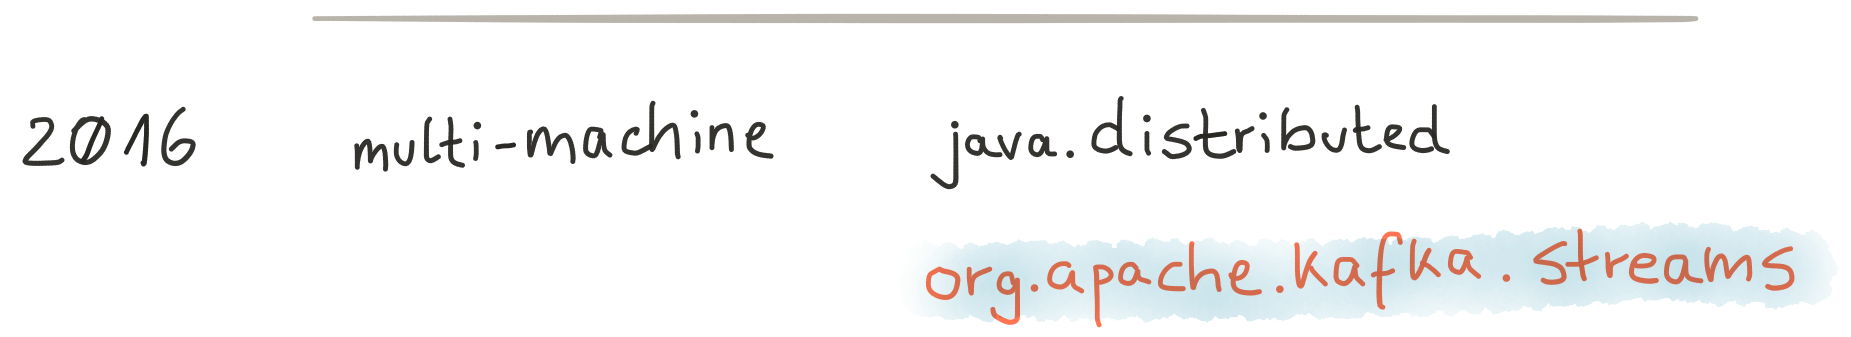 2016 multi-machine java.distributed
org.apache.kafka.streams